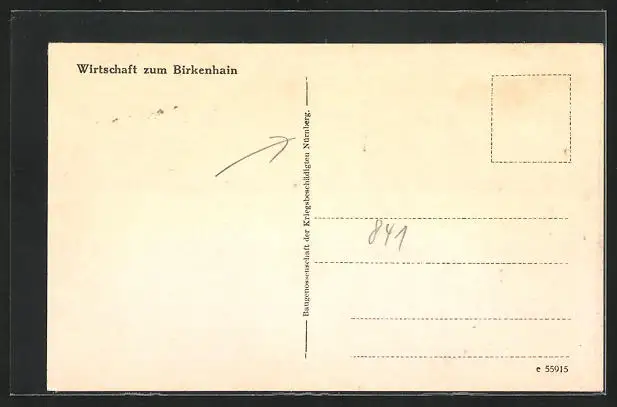 Wirtschaft zum Birkenhain
Baugenossenschaft der Kriegsbeschädigten Nürnberg.
841
e 55915